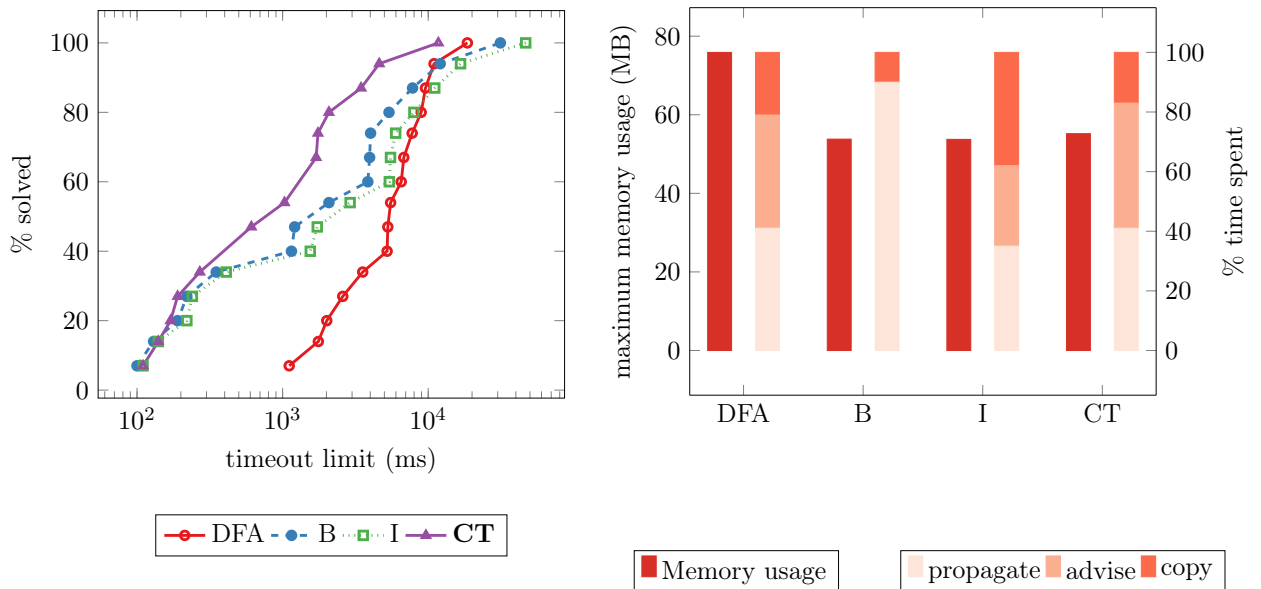 % solved
100
80
60
40
20
0
10^2
10^3
10^4
timeout limit (ms)
DFA B I CT
maximum memory usage (MB)
80
60
40
20
0
% time spent
100
80
60
40
20
0
DFA B I CT
Memory usage
propagate advise copy